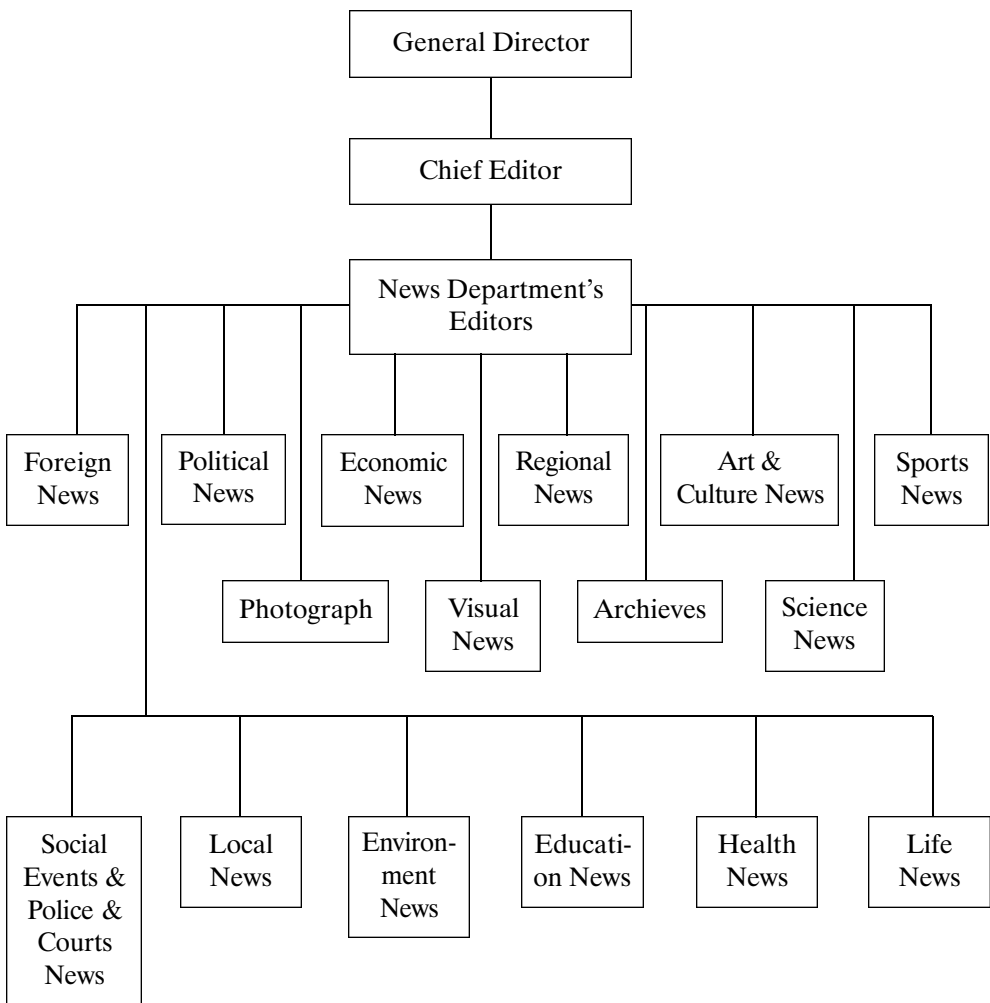 General Director
Chief Editor
News Department's
Editors
Foreign
News
Political
News
Economic
News
Regional
News
Art &
Culture News
Sports
News
Photograph
Visual
News
Archieves
Science
News
Social
Events &
Police &
Courts
News
Local
News
Environ-
ment
News
Educati-
on News
Health
News
Life
News